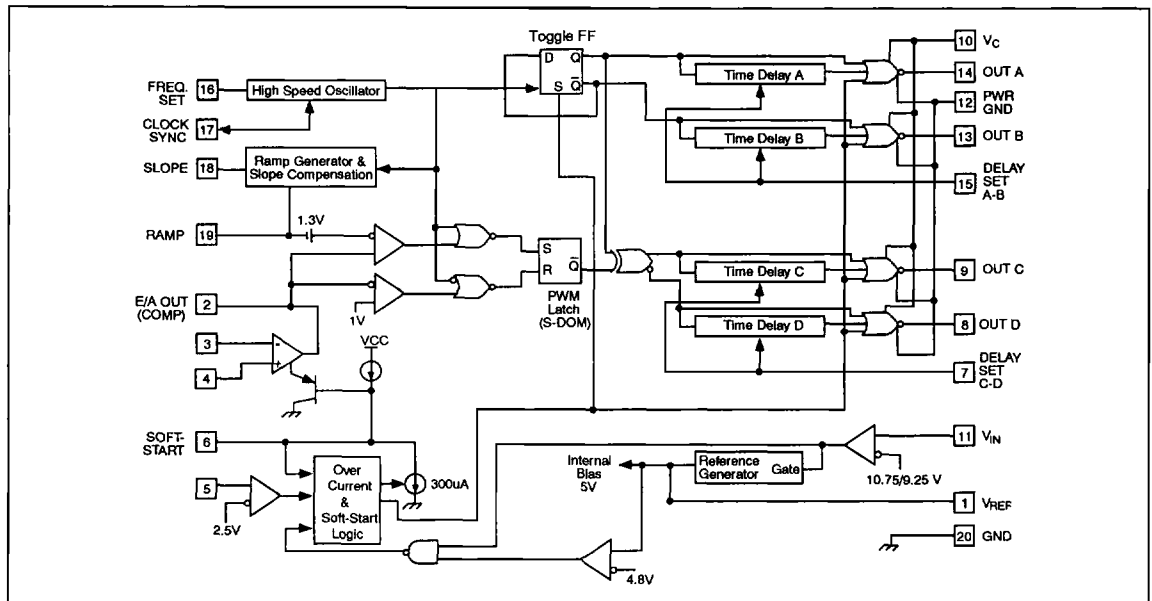 Toggle FF
D Q
S Q̅
FREQ.
SET
16
High Speed Oscillator
CLOCK
SYNC
17
SLOPE
18
Ramp Generator &
Slope Compensation
RAMP
19
1.3V
E/A OUT
(COMP)
2
1V
3
-
4
+
VCC
S
R
Q̅
PWM
Latch
(S-DOM)
SOFT-
START
6
5
2.5V
Over
Current
&
Soft-Start
Logic
300uA
Time Delay A
Time Delay B
Time Delay C
Time Delay D
10
VC
14
OUT A
12
PWR
GND
13
OUT B
15
DELAY
SET
A-B
9
OUT C
8
OUT D
7
DELAY
SET
C-D
11
VIN
10.75/9.25 V
Internal
Bias
5V
Reference
Generator
Gate
1
VREF
20
GND
4.8V